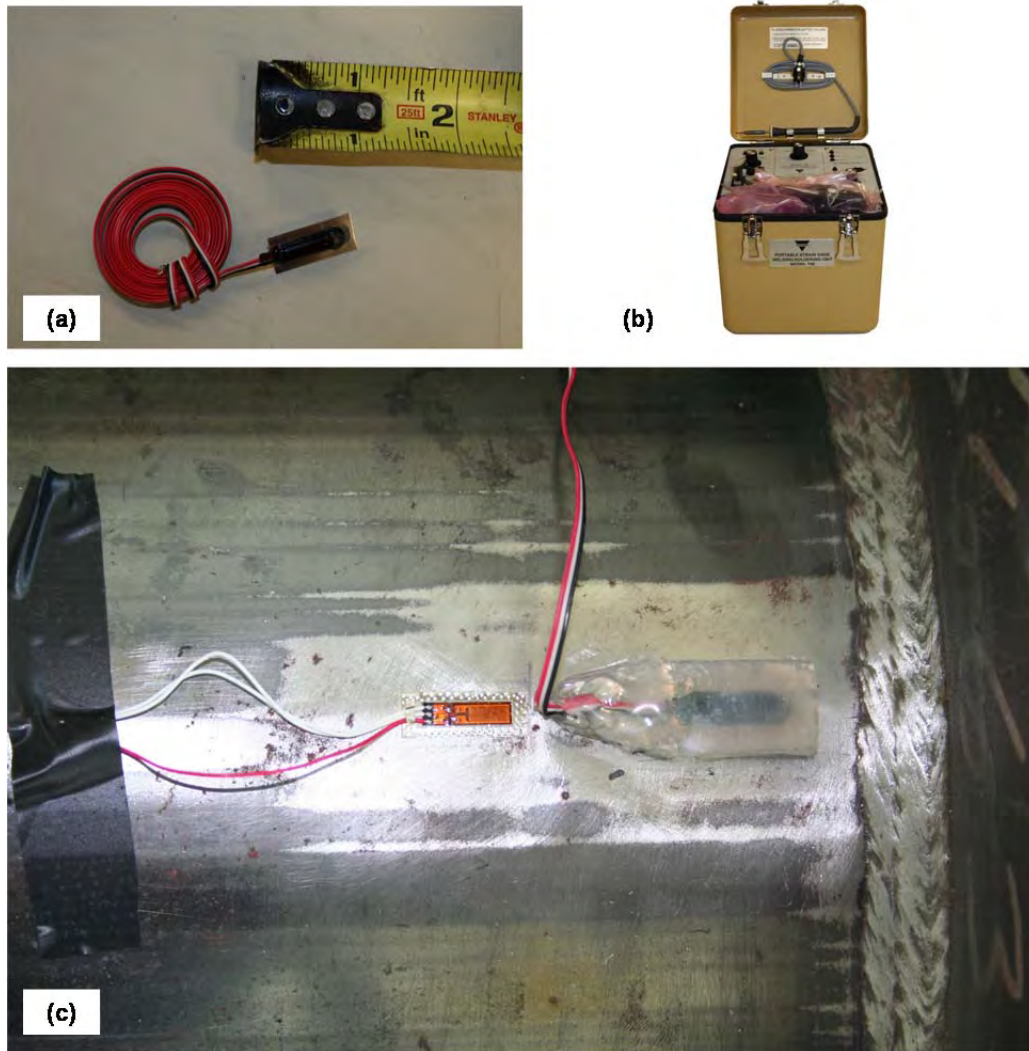 1
ft
25ft
2
STANLEY
in
1
(a)
PORTABLE STRAIN GAGE
WELDING/SOLDERING UNIT
(b)
(c)